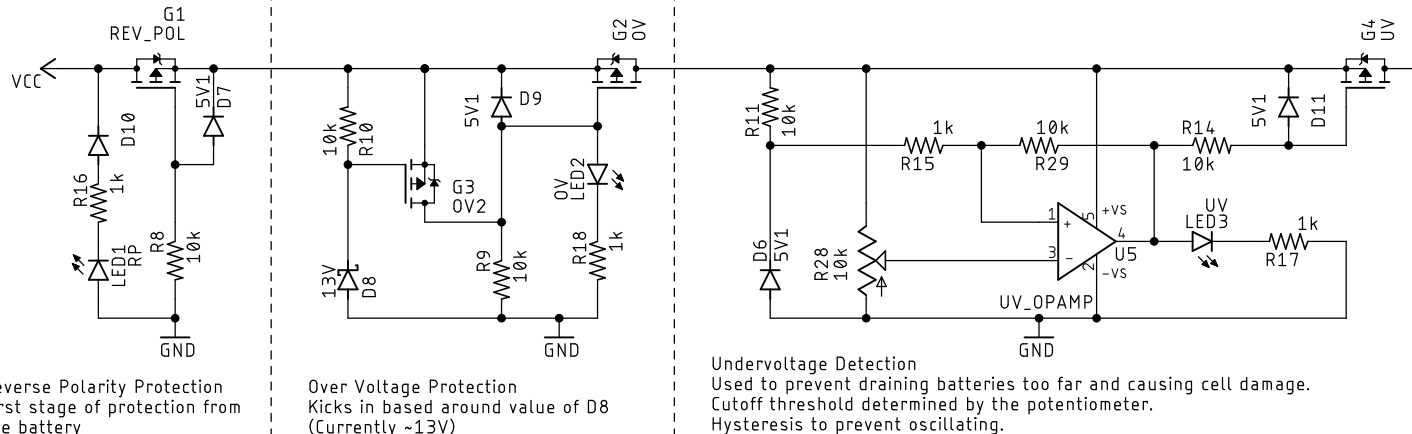 G1
REV_POL
VCC
5V1
D7
D10
R16
1k
LED1
RP
R8
10k
GND
everse Polarity Protection
rst stage of protection from
e battery
G2
OV
10k
R10
5V1
D9
G3
OV2
OV
LED2
13V
D8
R9
10k
R18
1k
GND
Over Voltage Protection
Kicks in based around value of D8
(Currently ~13V)
G4
UV
R11
10k
1k
R15
10k
R29
R14
10k
5V1
D11
D6
5V1
R28
10k
1
+
3
-
5
+VS
4
U5
2
-VS
UV_OPAMP
UV
LED3
1k
R17
GND
Undervoltage Detection
Used to prevent draining batteries too far and causing cell damage.
Cutoff threshold determined by the potentiometer.
Hysteresis to prevent oscillating.